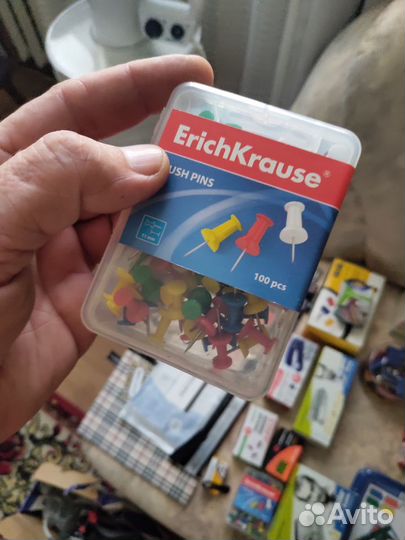 ErichKrause®
USH PINS
100 pcs
Avito